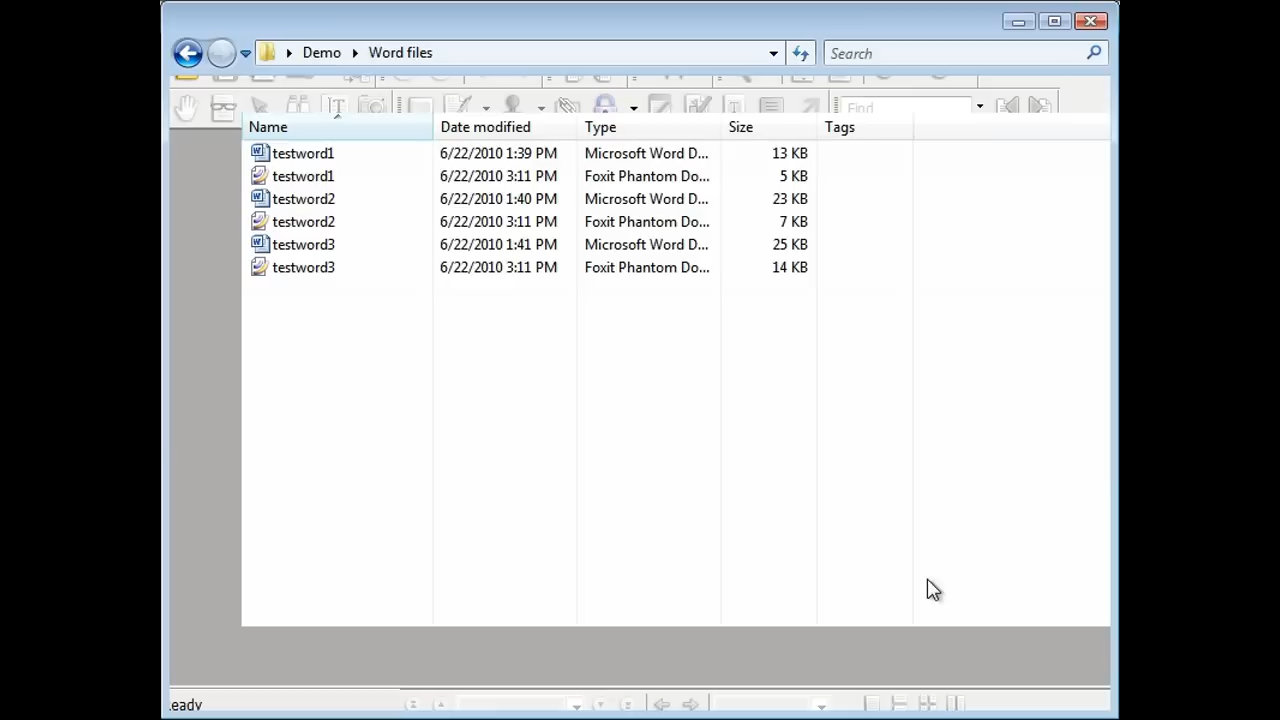 Demo Word files Search
Find
Name Date modified Type Size Tags
testword1 6/22/2010 1:39 PM Microsoft Word D... 13 KB
testword1 6/22/2010 3:11 PM Foxit Phantom Do... 5 KB
testword2 6/22/2010 1:40 PM Microsoft Word D... 23 KB
testword2 6/22/2010 3:11 PM Foxit Phantom Do... 7 KB
testword3 6/22/2010 1:41 PM Microsoft Word D... 25 KB
testword3 6/22/2010 3:11 PM Foxit Phantom Do... 14 KB
eady